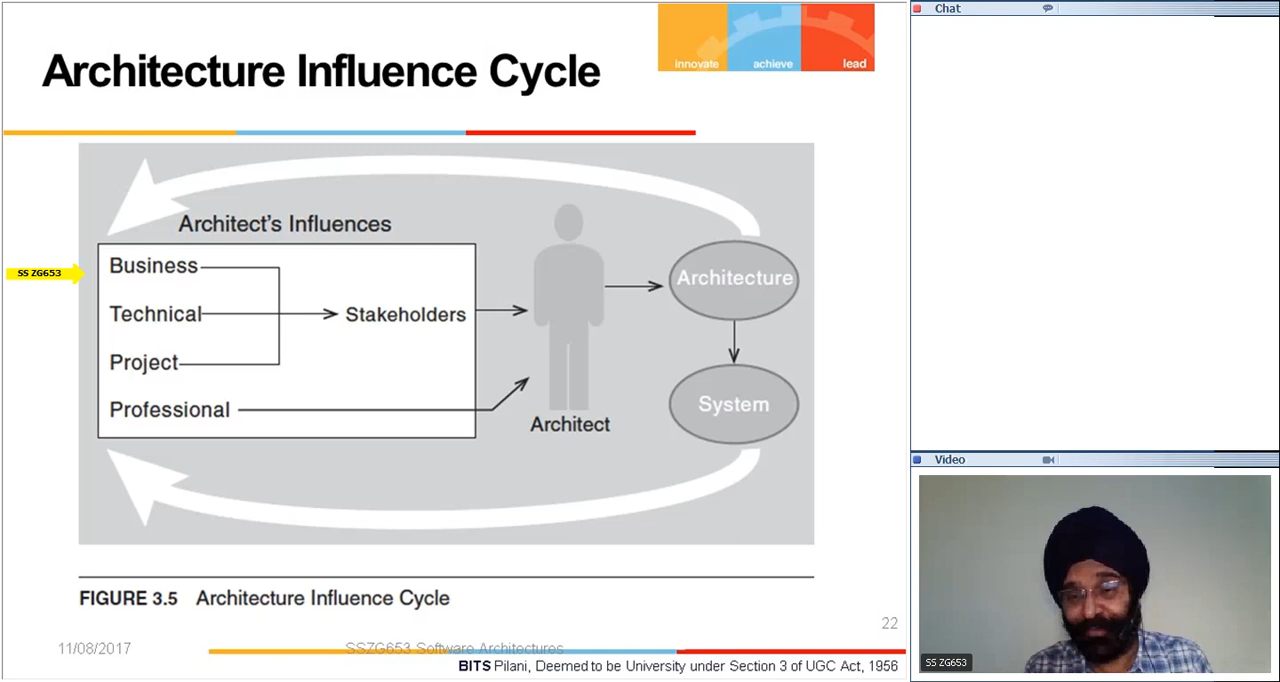 Architecture Influence Cycle
innovate achieve lead
Architect's Influences
Business
Technical
Project
Professional
Stakeholders
Architect
Architecture
System
SS ZG653
FIGURE 3.5 Architecture Influence Cycle
22
11/08/2017
SSZG653 Software Architectures
BITS Pilani, Deemed to be University under Section 3 of UGC Act, 1956
Chat
Video
SS ZG653